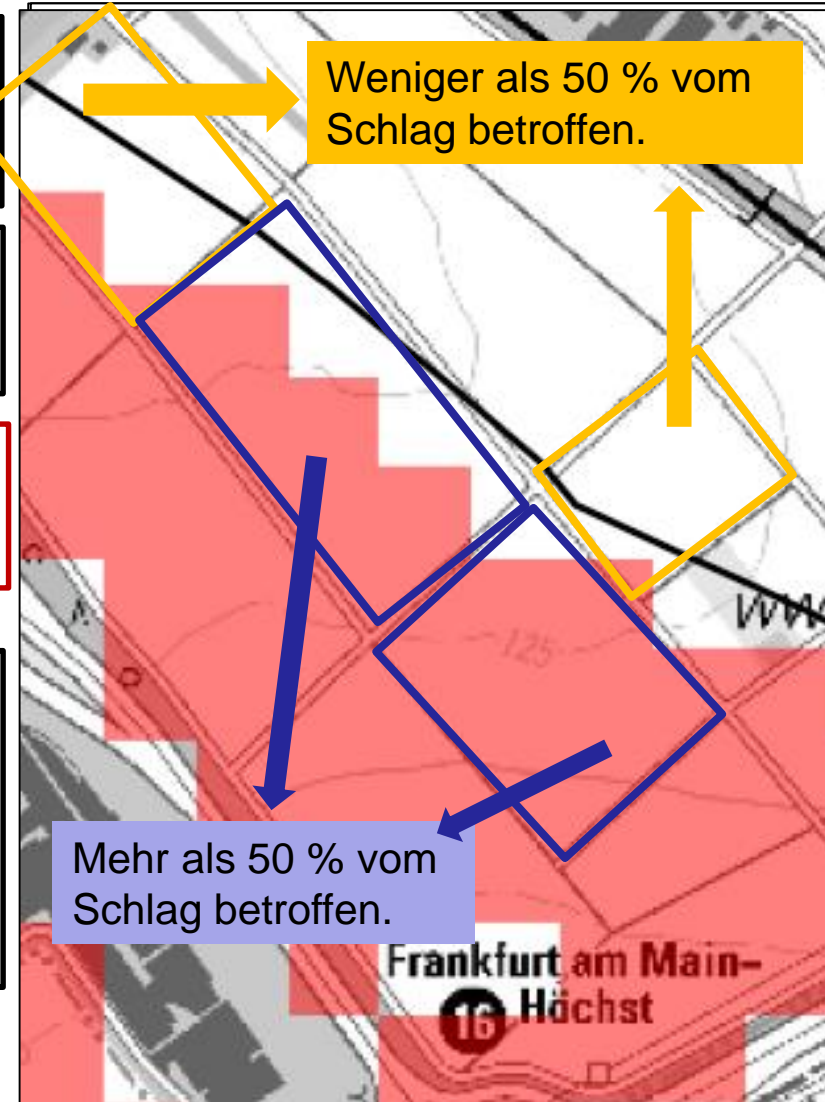 Weniger als 50 % vom
Schlag betroffen.
125
Mehr als 50 % vom
Schlag betroffen.
Frankfurt am Main-
Höchst
16